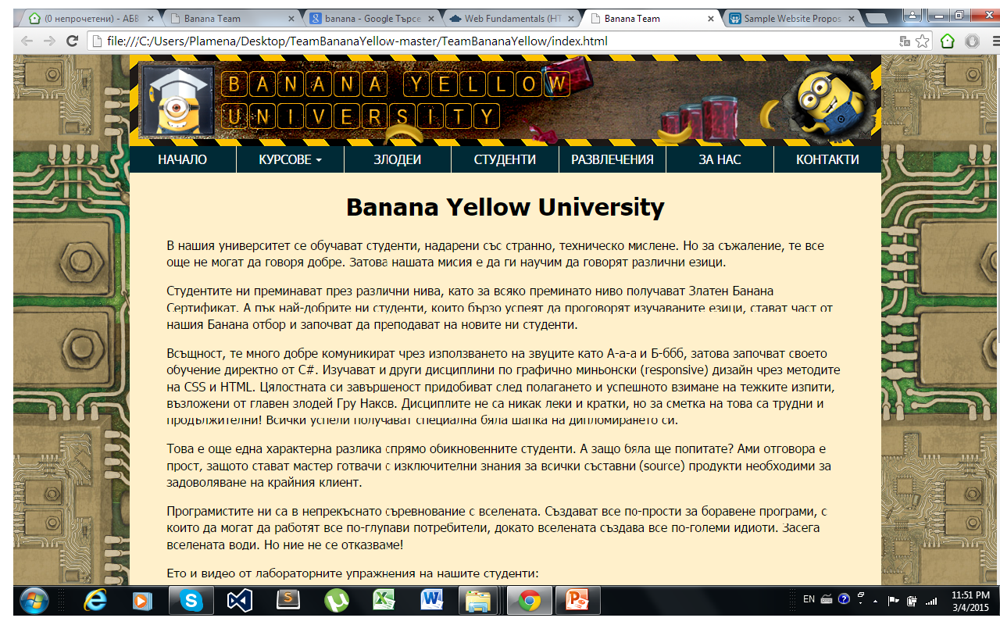 (0 непрочетени) - АБВ
Banana Team
banana - Google Търсе
Web Fundamentals (HT
Banana Team
Sample Website Propos
file:///C:/Users/Plamena/Desktop/TeamBananaYellow-master/TeamBananaYellow/index.html
BANANA YELLOW
UNIVERSITY
НАЧАЛО
КУРСОВЕ
ЗЛОДЕИ
СТУДЕНТИ
РАЗВЛЕЧЕНИЯ
ЗА НАС
КОНТАКТИ
Banana Yellow University
В нашия университет се обучават студенти, надарени със странно, техническо мислене. Но за съжаление, те все
още не могат да говоря добре. Затова нашата мисия е да ги научим да говорят различни езици.
Студентите ни преминават през различни нива, като за всяко преминато ниво получават Златен Банана
Сертификат. А пък най-добрите ни студенти, които бързо успеят да проговорят изучаваните езици, стават част от
нашия Банана отбор и започват да преподават на новите ни студенти.
Всъщност, те много добре комуникират чрез използването на звуците като А-а-а и Б-ббб, затова започват своето
обучение директно от C#. Изучават и други дисциплини по графично миньонски (responsive) дизайн чрез методите
на CSS и HTML. Цялостната си завършеност придобиват след полагането и успешното взимане на тежките изпити,
възложени от главен злодей Гру Наков. Дисциплите не са никак леки и кратки, но за сметка на това са трудни и
продължителни! Всички успели получават специална бяла шапка на дипломирането си.
Това е още една характерна разлика спрямо обикновенните студенти. А защо бяла ще попитате? Ами отговора е
прост, защото стават мастер готвачи с изключителни знания за всички съставни (source) продукти необходими за
задоволяване на крайния клиент.
Програмистите ни са в непрекъснато съревнование с вселената. Създават все по-прости за боравене програми, с
които да могат да работят все по-глупави потребители, докато вселената създава все по-големи идиоти. Засега
вселената води. Но ние не се отказваме!
Ето и видео от лабораторните упражнения на нашите студенти:
EN
11:51 PM
3/4/2015